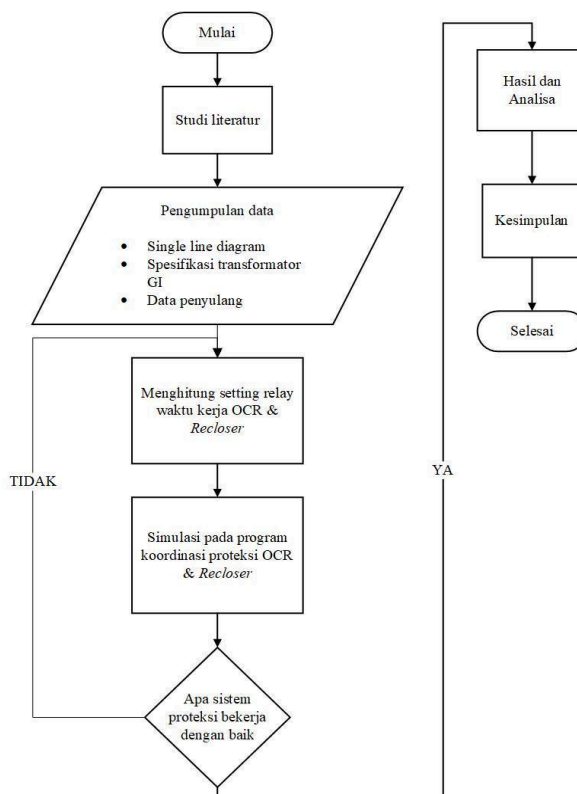 Mulai
Studi literatur
Pengumpulan data
• Single line diagram
• Spesifikasi transformator
GI
• Data penyulang
Menghitung setting relay
waktu kerja OCR &
Recloser
Simulasi pada program
koordinasi proteksi OCR
& Recloser
Apa sistem
proteksi bekerja
dengan baik
TIDAK
YA
Hasil dan
Analisa
Kesimpulan
Selesai